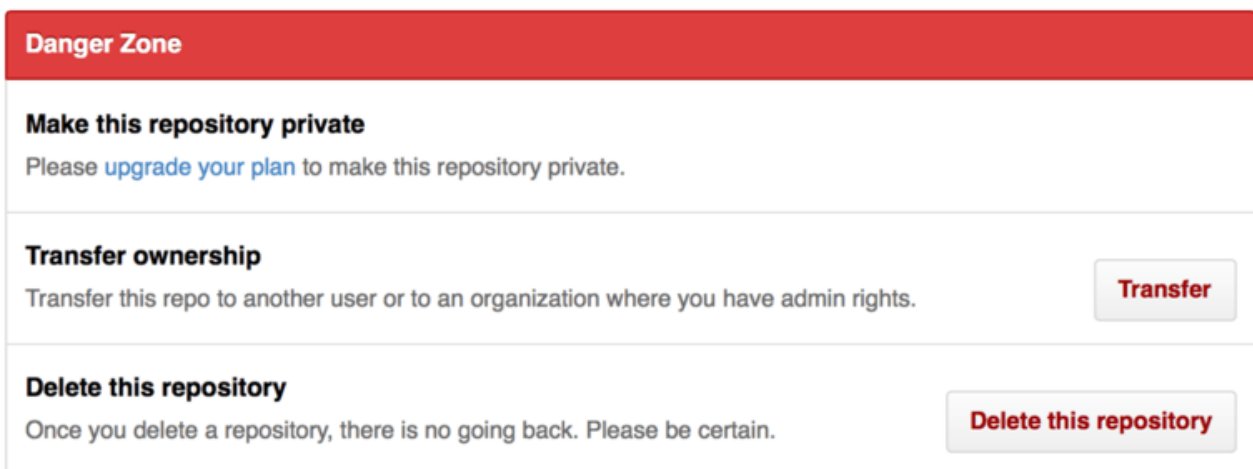 Danger Zone
Make this repository private
Please upgrade your plan to make this repository private.
Transfer ownership
Transfer this repo to another user or to an organization where you have admin rights.
Transfer
Delete this repository
Once you delete a repository, there is no going back. Please be certain.
Delete this repository